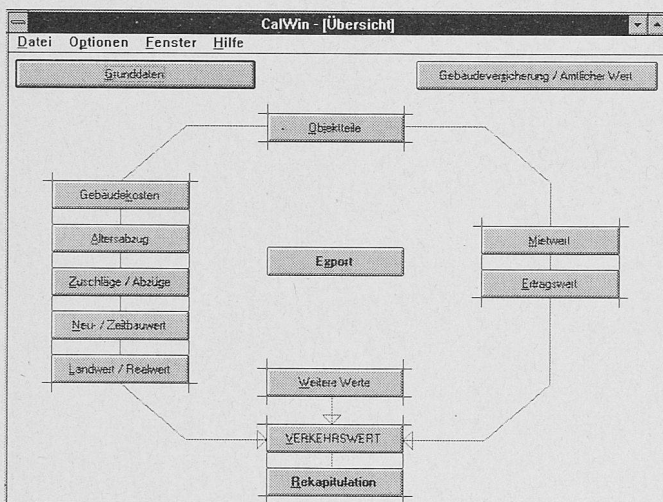 CalWin - [Übersicht]
Datei Optionen Fenster Hilfe
Grunddaten
Gebäudeversicherung / Amtlicher Wert
Objektteile
Gebäudekosten
Altersabzug
Zuschläge / Abzüge
Neu- / Zeitbauwert
Landwert / Realwert
Export
Mietwert
Ertragswert
Weitere Werte
VERKEHRSWERT
Rekapitulation